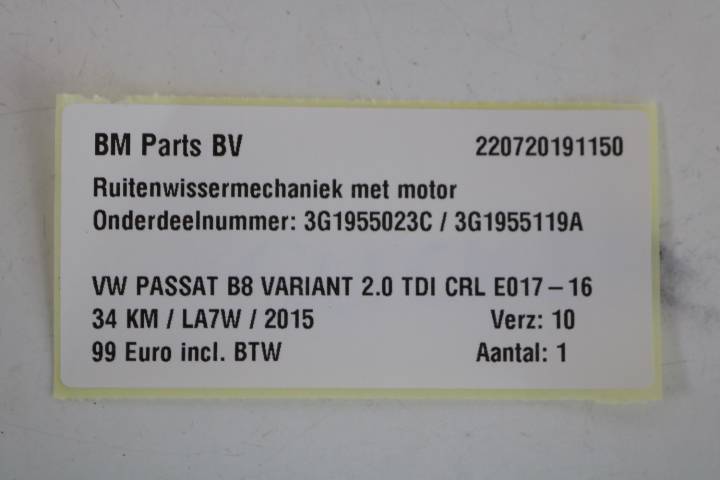 BM Parts BV 220720191150
Ruitenwissermechaniek met motor
Onderdeelnummer: 3G1955023C / 3G1955119A
VW PASSAT B8 VARIANT 2.0 TDI CRL E017-16
34 KM / LA7W / 2015 Verz: 10
99 Euro incl. BTW Aantal: 1